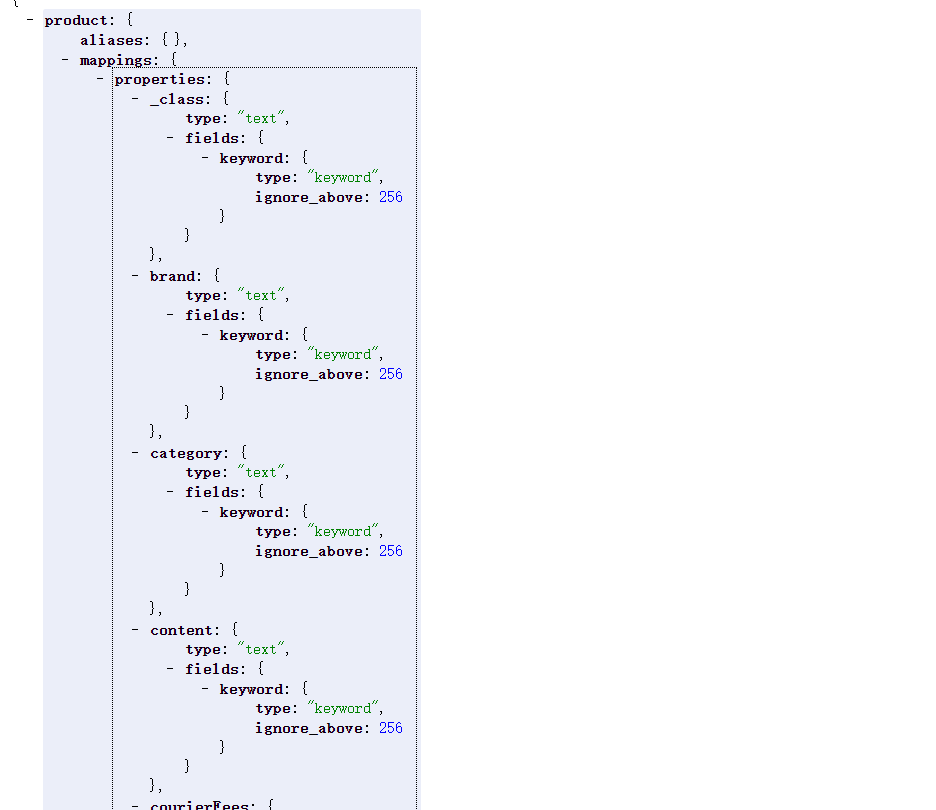 {
- product: {
aliases: { },
- mappings: {
- properties: {
- _class: {
type: "text",
- fields: {
- keyword: {
type: "keyword",
ignore_above: 256
}
}
},
- brand: {
type: "text",
- fields: {
- keyword: {
type: "keyword",
ignore_above: 256
}
}
},
- category: {
type: "text",
- fields: {
- keyword: {
type: "keyword",
ignore_above: 256
}
}
},
- content: {
type: "text",
- fields: {
- keyword: {
type: "keyword",
ignore_above: 256
}
}
},
- courierFees: {